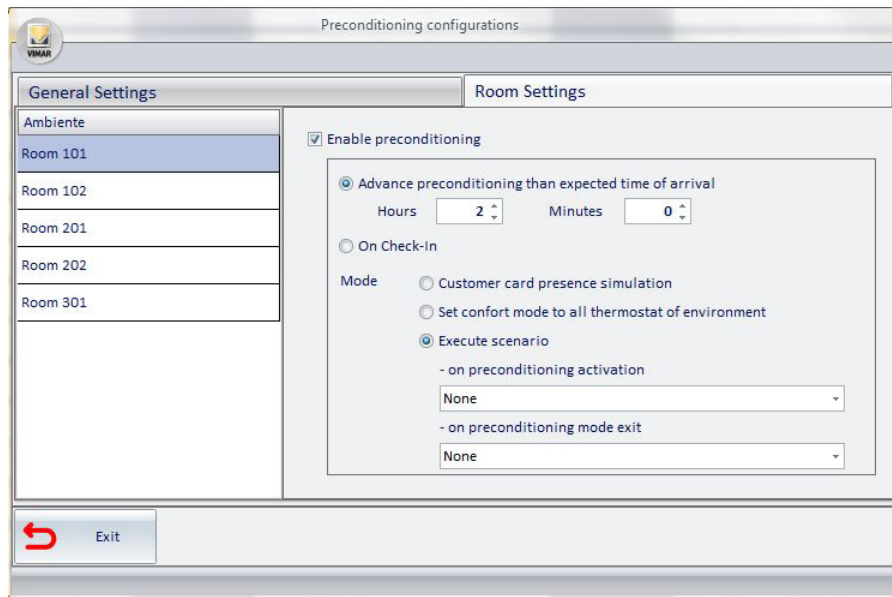 Preconditioning configurations
VIMAR
General Settings
Room Settings
Ambiente
Room 101
Room 102
Room 201
Room 202
Room 301
Enable preconditioning
Advance preconditioning than expected time of arrival
Hours 2 Minutes 0
On Check-In
Mode
Customer card presence simulation
Set confort mode to all thermostat of environment
Execute scenario
- on preconditioning activation
None
- on preconditioning mode exit
None
Exit